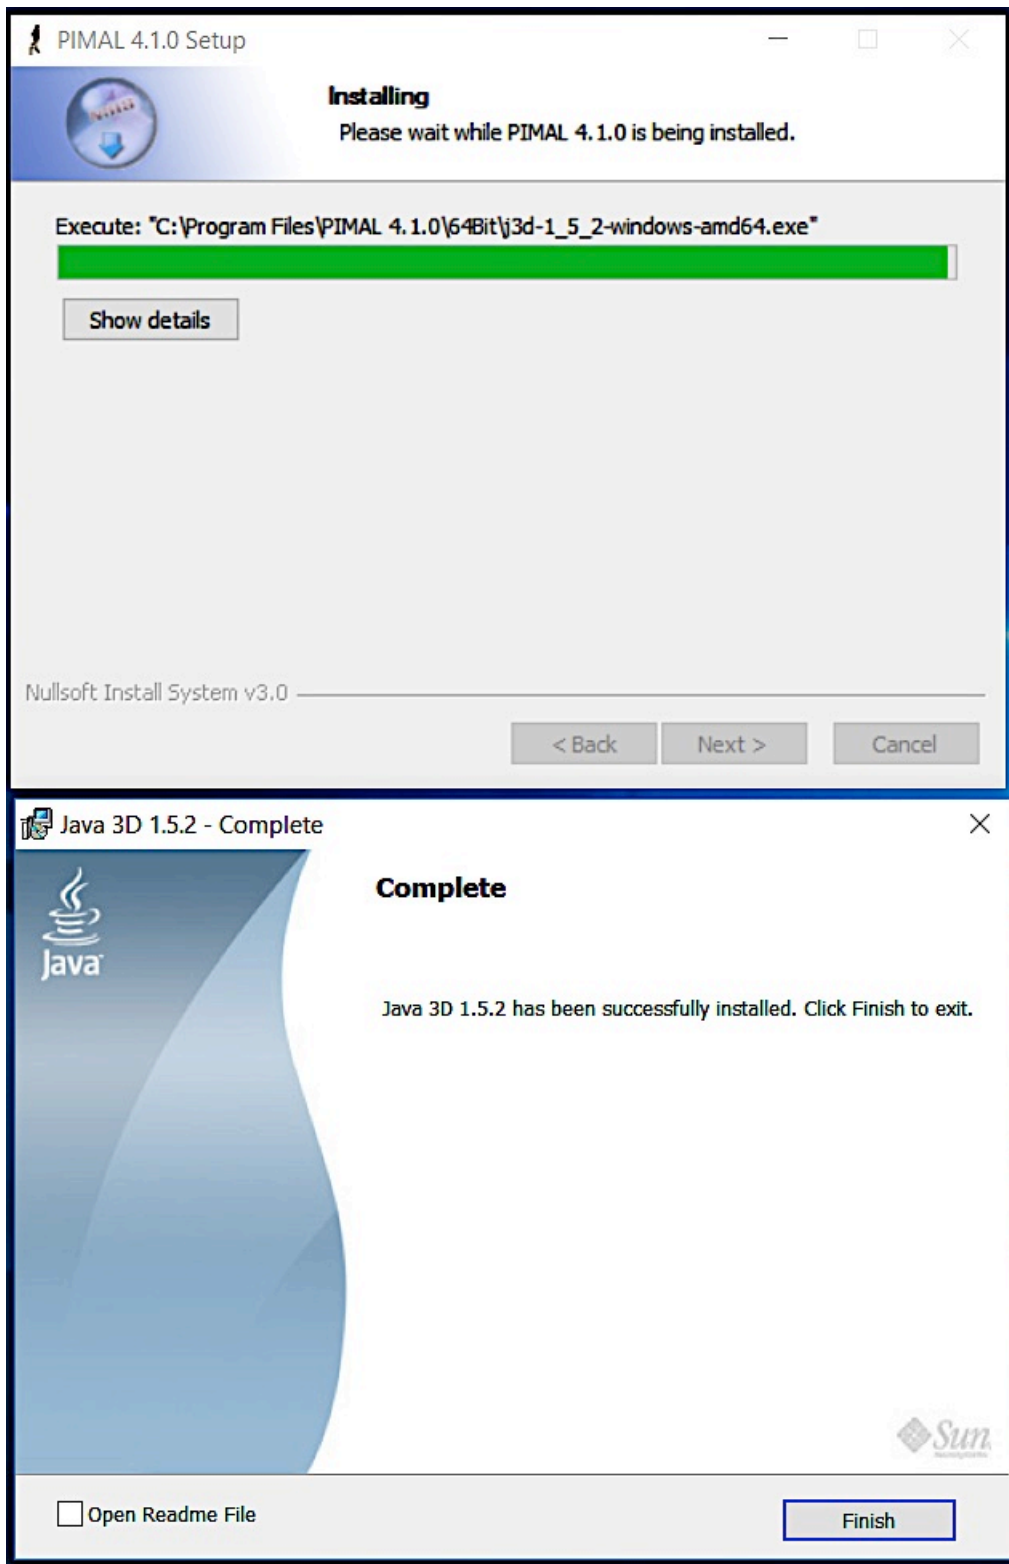 PIMAL 4.1.0 Setup
Installing
Please wait while PIMAL 4.1.0 is being installed.
Execute: "C:\Program Files\PIMAL 4.1.0\64Bit\j3d-1_5_2-windows-amd64.exe"
Show details
Nullsoft Install System v3.0
< Back Next > Cancel
Java 3D 1.5.2 - Complete
Java
Complete
Java 3D 1.5.2 has been successfully installed. Click Finish to exit.
Sun
Open Readme File
Finish